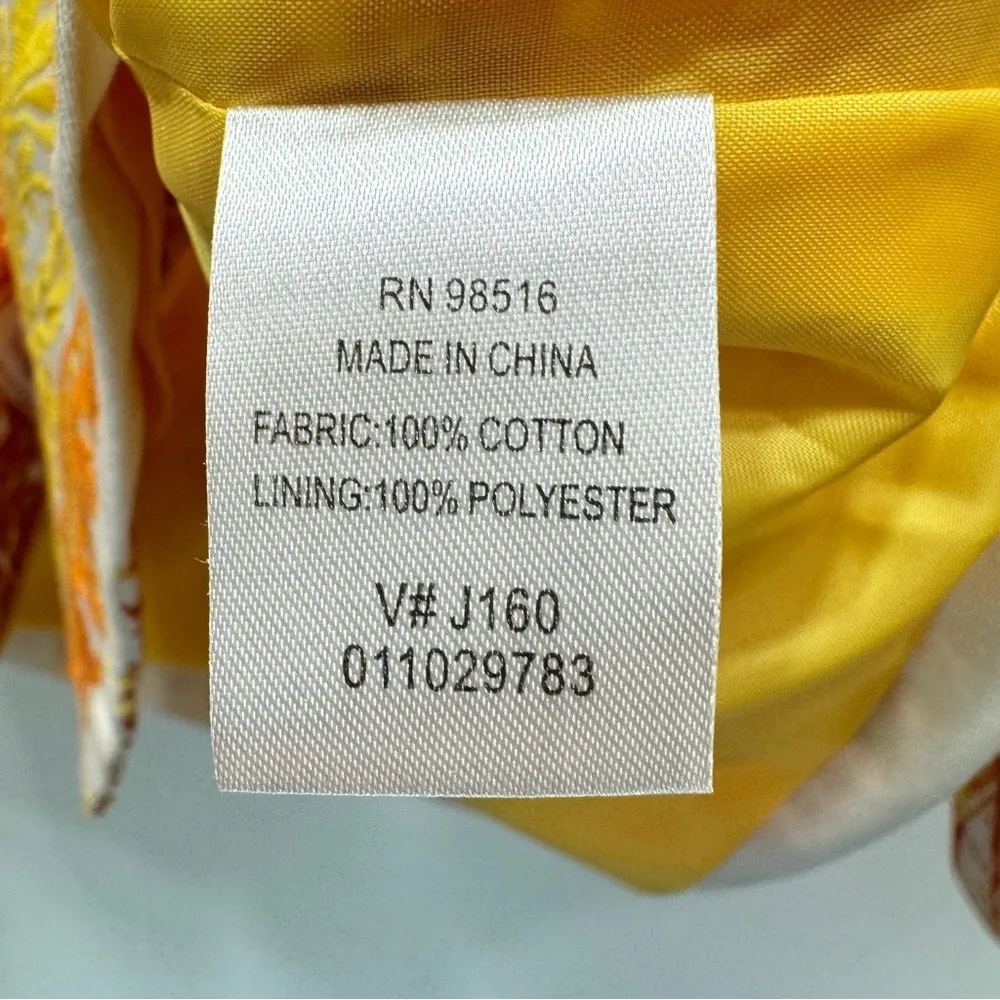 RN 98516
MADE IN CHINA
FABRIC:100% COTTON
LINING:100% POLYESTER
V# J160
011029783